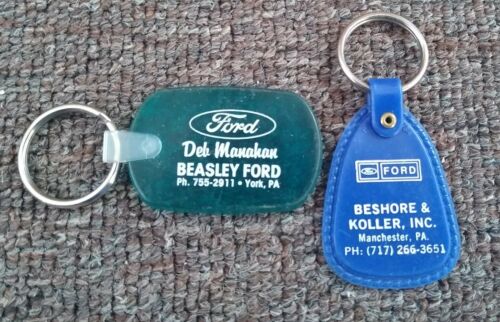 Ford
Deb Manahan
BEASLEY FORD
Ph. 755-2911 • York, PA
Ford FORD
BESHORE &
KOLLER, INC.
Manchester, PA.
PH: (717) 266-3651